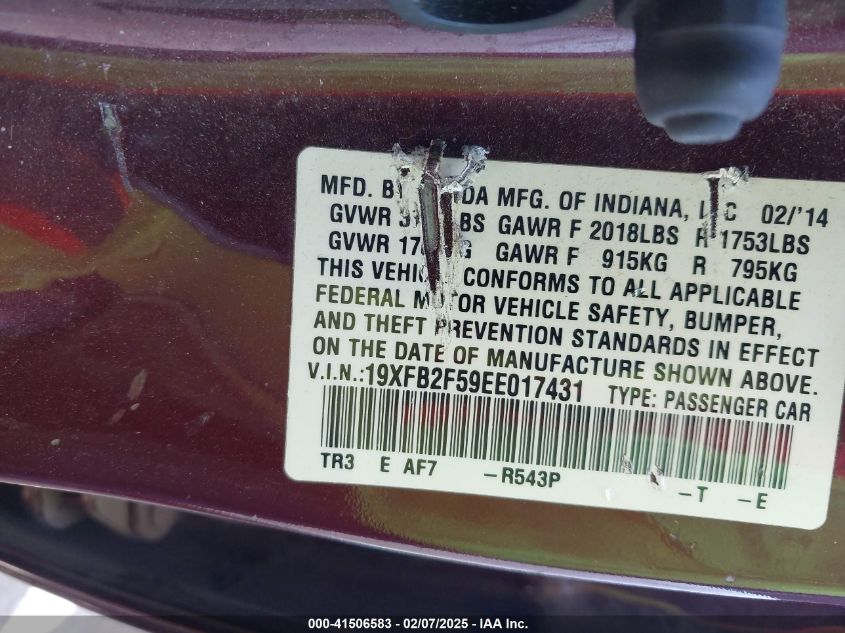 MFD. B DA MFG. OF INDIANA, C 02/'14
GVWR BS GAWR F 2018LBS R 1753LBS
GVWR 17 G GAWR F 915KG R 795KG
THIS VEHIC CONFORMS TO ALL APPLICABLE
FEDERAL MOTOR VEHICLE SAFETY, BUMPER,
AND THEFT PREVENTION STANDARDS IN EFFECT
ON THE DATE OF MANUFACTURE SHOWN ABOVE.
V.I.N.:19XFB2F59EE017431 TYPE: PASSENGER CAR
TR3 E AF7 -R543P -T -E
000-41506583 - 02/07/2025 - IAA Inc.